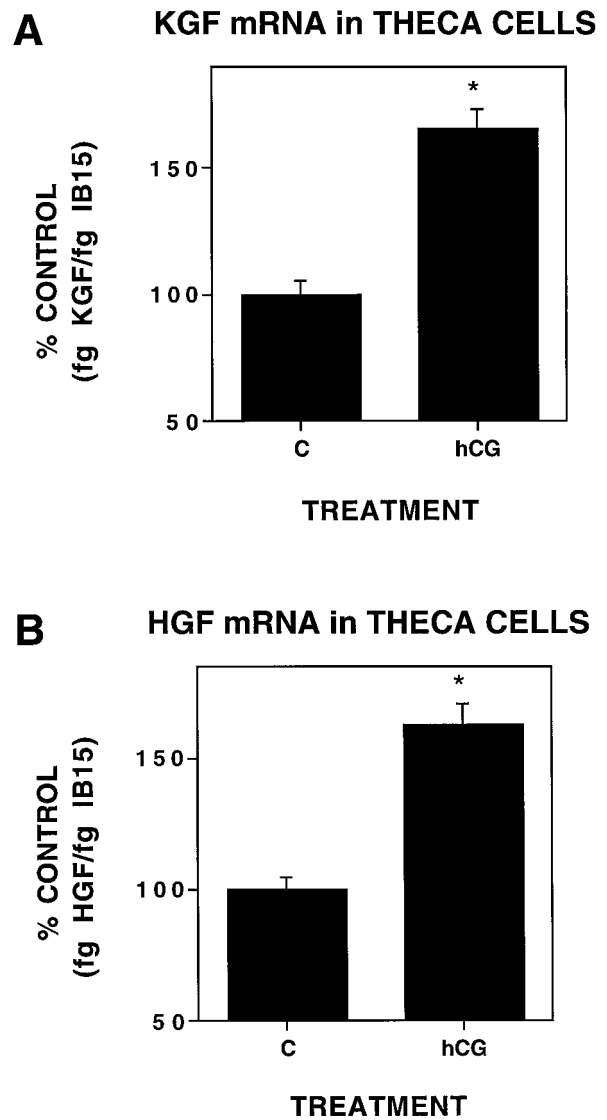 A
KGF mRNA in THECA CELLS
% CONTROL
(fg KGF/fg IB15)
*
150
100
50
C
hCG
TREATMENT
B
HGF mRNA in THECA CELLS
% CONTROL
(fg HGF/fg IB15)
*
150
100
50
C
hCG
TREATMENT